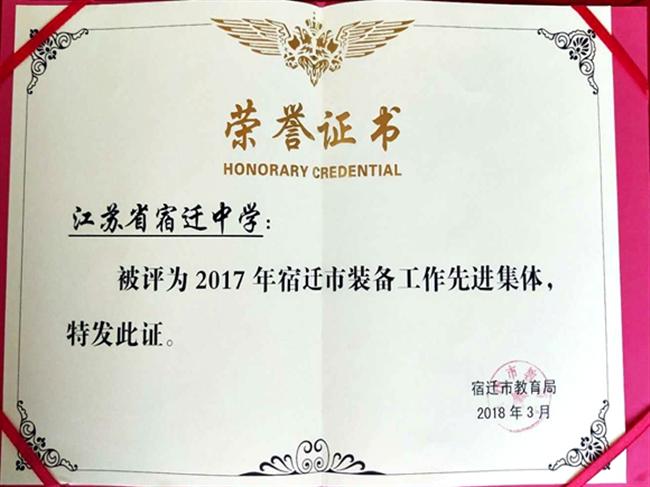 荣誉证书
HONORARY CREDENTIAL
江苏省宿迁中学：
被评为2017年宿迁市装备工作先进集体，
特发此证。
宿迁市教育局
2018年3月